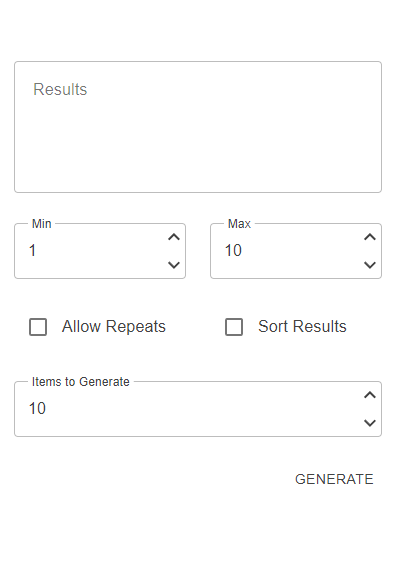 Results
Min
Max
1
10
Allow Repeats
Sort Results
Items to Generate
10
GENERATE